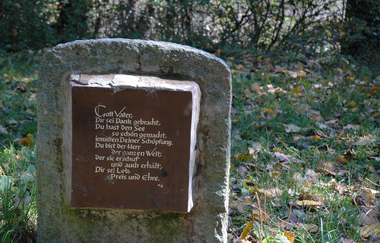 Gott Vater,
Dir sei Dank gebracht,
Du hast den See
so schön gemacht,
inmitten Deiner Schöpfung.
Du bist der Herr
der ganzen Welt,
der sie erschuf
und auch erhält,
Dir sei Lob,
Preis und Ehre.